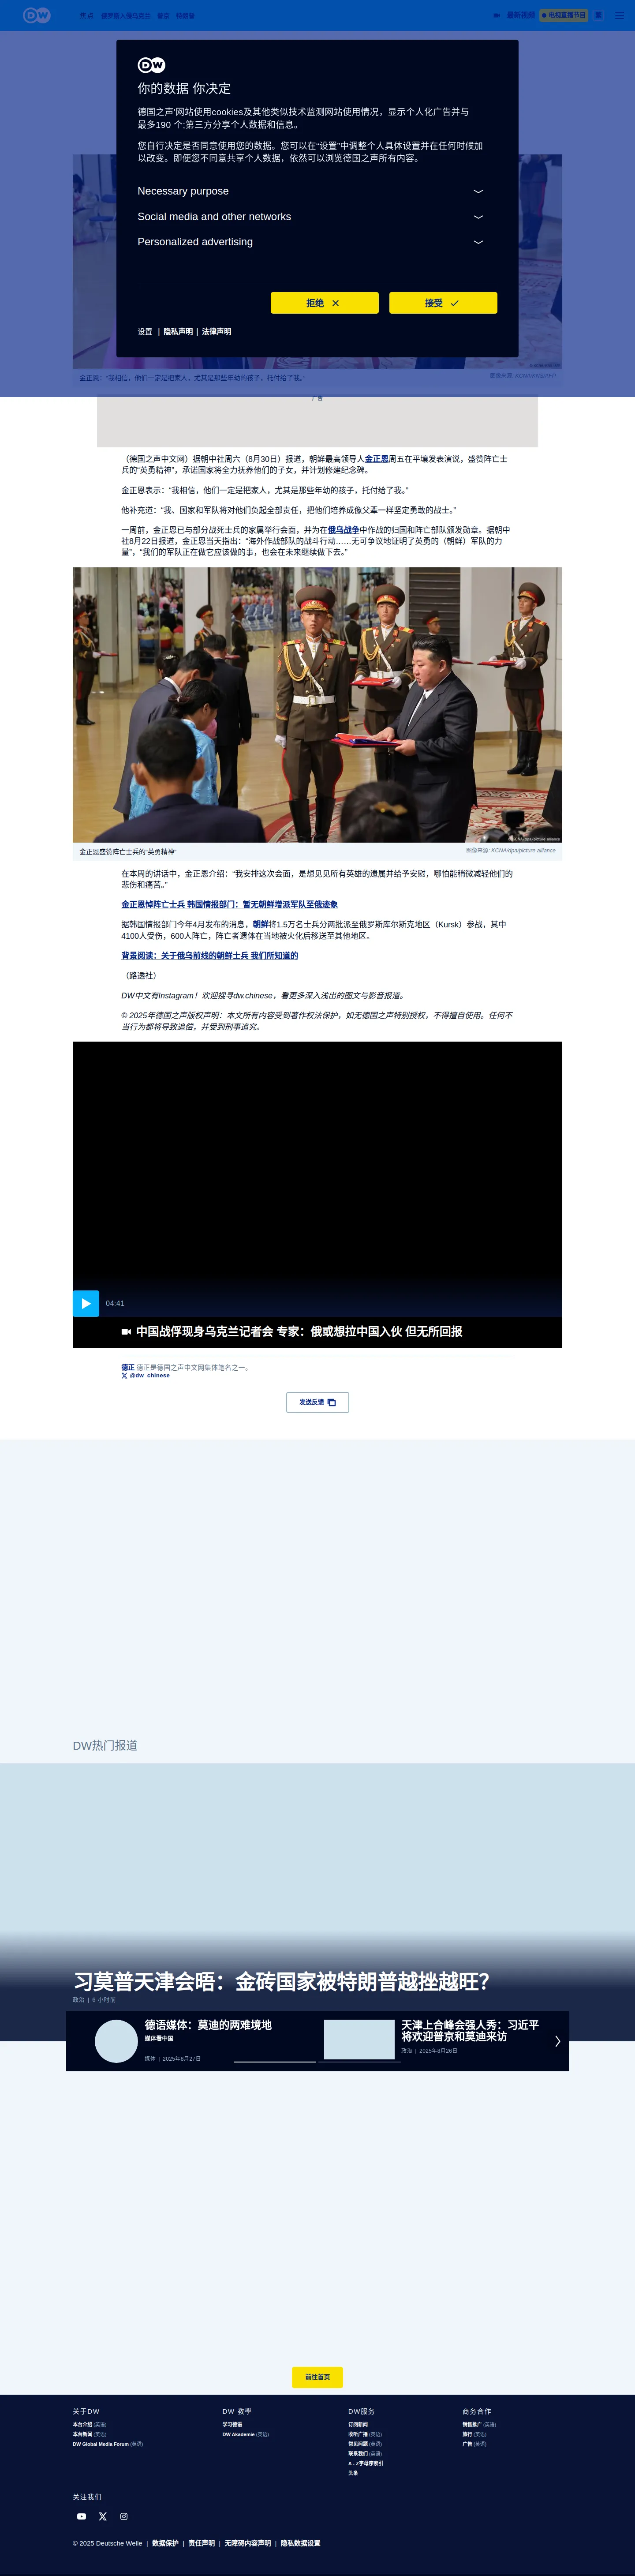 DW
热点
俄罗斯入侵乌克兰
最新视频
电视直播节目
DW
你的数据 你决定
德国之声'网站使用cookies及其他类似技术监测网站使用情况，显示个人化广告并与
最多190 个;第三方分享个人数据和信息。
您自行决定是否同意使用您的数据。您可以在“设置”中调整个人具体设置并在任何时候加
以改变。即便您不同意共享个人数据，依然可以浏览德国之声所有内容。
Necessary purpose
Social media and other networks
Personalized advertising
拒绝
接受
设置 | 隐私声明 | 法律声明
金正恩：“我相信，他们一定是把家人，尤其是那些年幼的孩子，托付给了我。”
广告
（德国之声中文网）据朝中社周六（8月30日）报道，朝鲜最高领导人金正恩周五在平壤发表演说，盛赞阵亡士
兵的“英勇精神”，承诺国家将全力抚养他们的子女，并计划修建纪念碑。
金正恩表示：“我相信，他们一定是把家人，尤其是那些年幼的孩子，托付给了我。”
他补充道：“我、国家和军队将对他们负起全部责任，把他们培养成像父辈一样坚定勇敢的战士。”
一周前，金正恩已与部分战死士兵的家属举行会面，并为在俄乌战争中作战的归国和阵亡部队颁发勋章。据朝中
社8月22日报道，金正恩当天指出：“海外作战部队的战斗行动……无可争议地证明了英勇的（朝鲜）军队的力
量”，“我们的军队正在做它应该做的事，也会在未来继续做下去。”
金正恩盛赞阵亡士兵的“英勇精神”
图像来源: KCNA/dpa/picture alliance
在本周的讲话中，金正恩介绍：“我安排这次会面，是想见见所有英雄的遗属并给予安慰，哪怕能稍微减轻他们的
悲伤和痛苦。”
金正恩悼阵亡士兵 韩国情报部门：暂无朝鲜增派军队至俄迹象
据韩国情报部门今年4月发布的消息，朝鲜将1.5万名士兵分两批派至俄罗斯库尔斯克地区（Kursk）参战，其中
4100人受伤，600人阵亡，阵亡者遗体在当地被火化后移送至其他地区。
背景阅读：关于俄乌前线的朝鲜士兵 我们所知道的
（路透社）
DW中文有Instagram！欢迎搜寻dw.chinese，看更多深入浅出的图文与影音报道。
© 2025年德国之声版权声明：本文所有内容受到著作权法保护，如无德国之声特别授权，不得擅自使用。任何不
当行为都将导致追偿，并受到刑事追究。
04:41
中国战俘现身乌克兰记者会 专家：俄或想拉中国入伙 但无所回报
德正 德正是德国之声中文网集体笔名之一。
@dw_chinese
发送反馈
DW热门报道
习莫普天津会晤：金砖国家被特朗普越挫越旺？
政治 | 6 小时前
德语媒体：莫迪的两难境地
媒体看中国
媒体 | 2025年8月27日
天津上合峰会强人秀：习近平
将欢迎普京和莫迪来访
政治 | 2025年8月26日
前往首页
关于DW
本台介绍 (英语)
本台新闻 (英语)
DW Global Media Forum (英语)
DW 教學
学习德语
DW Akademie (英语)
DW服务
订阅新闻
收听广播 (英语)
常见问题 (英语)
联系我们 (英语)
A - Z字母序索引
头条
商务合作
销售推广 (英语)
旅行 (英语)
广告 (英语)
关注我们
© 2025 Deutsche Welle | 数据保护 | 责任声明 | 无障碍内容声明 | 隐私数据设置